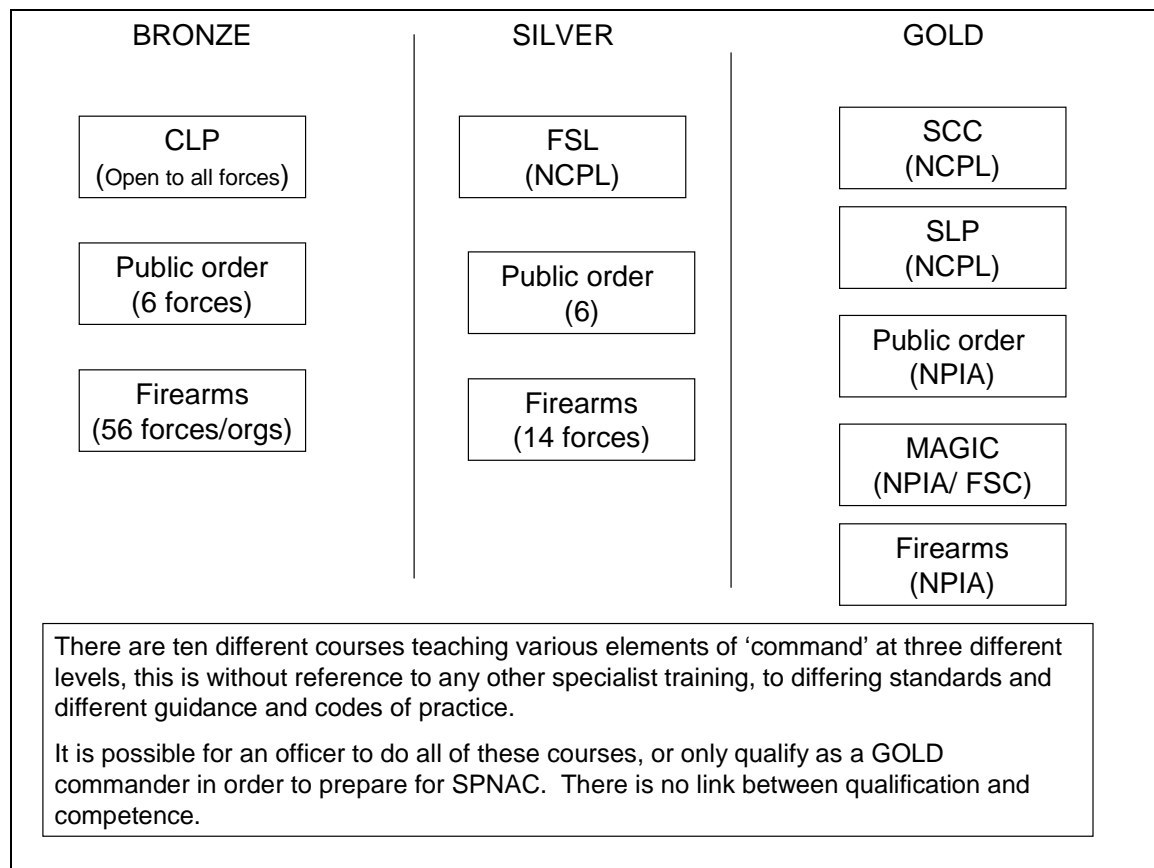 BRONZE
CLP
(Open to all forces)
Public order
(6 forces)
Firearms
(56 forces/orgs)
SILVER
FSL
(NCPL)
Public order
(6)
Firearms
(14 forces)
GOLD
SCC
(NCPL)
SLP
(NCPL)
Public order
(NPIA)
MAGIC
(NPIA/ FSC)
Firearms
(NPIA)
There are ten different courses teaching various elements of ‘command’ at three different
levels, this is without reference to any other specialist training, to differing standards and
different guidance and codes of practice.
It is possible for an officer to do all of these courses, or only qualify as a GOLD
commander in order to prepare for SPNAC.  There is no link between qualification and
competence.